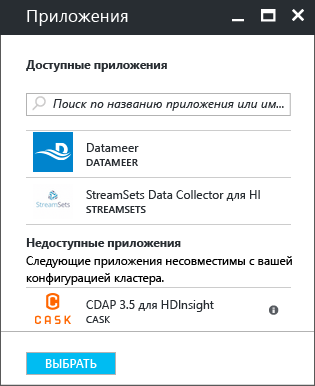 Приложения
Доступные приложения
Поиск по названию приложения или им...
Datameer
DATAMEER
StreamSets Data Collector для HI
StreamSets
STREAMSETS
Недоступные приложения
Следующие приложения несовместимы с вашей
конфигурацией кластера.
CDAP 3.5 для HDInsight
CASK
CASK
ВЫБРАТЬ